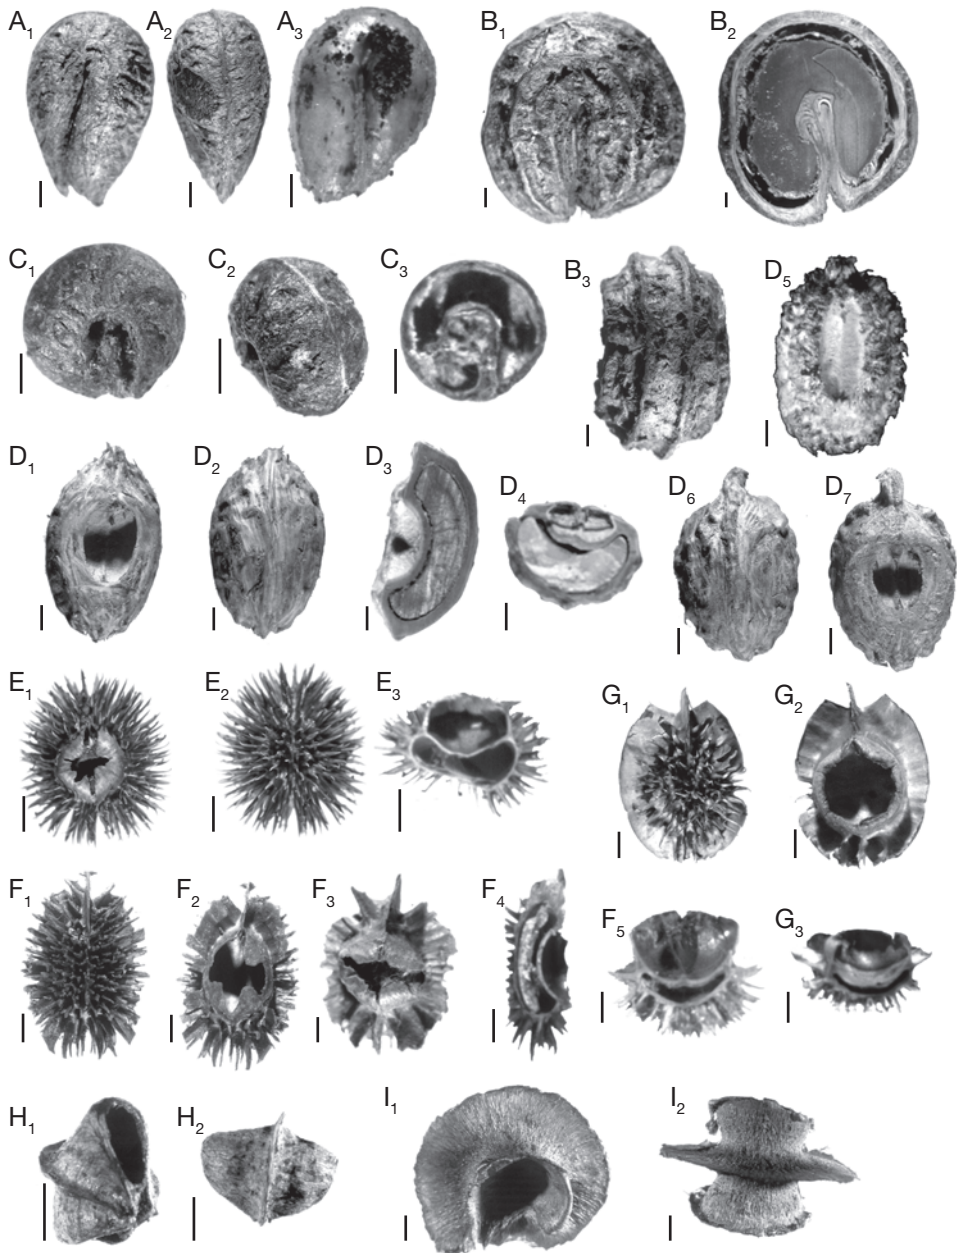 A1 A2 A3 B1 B2
C1 C2 C3 B3 D5
D1 D2 D3 D4 D6 D7
E1 E2 E3 G1 G2
F1 F2 F3 F4 F5 G3
H1 H2 I1 I2